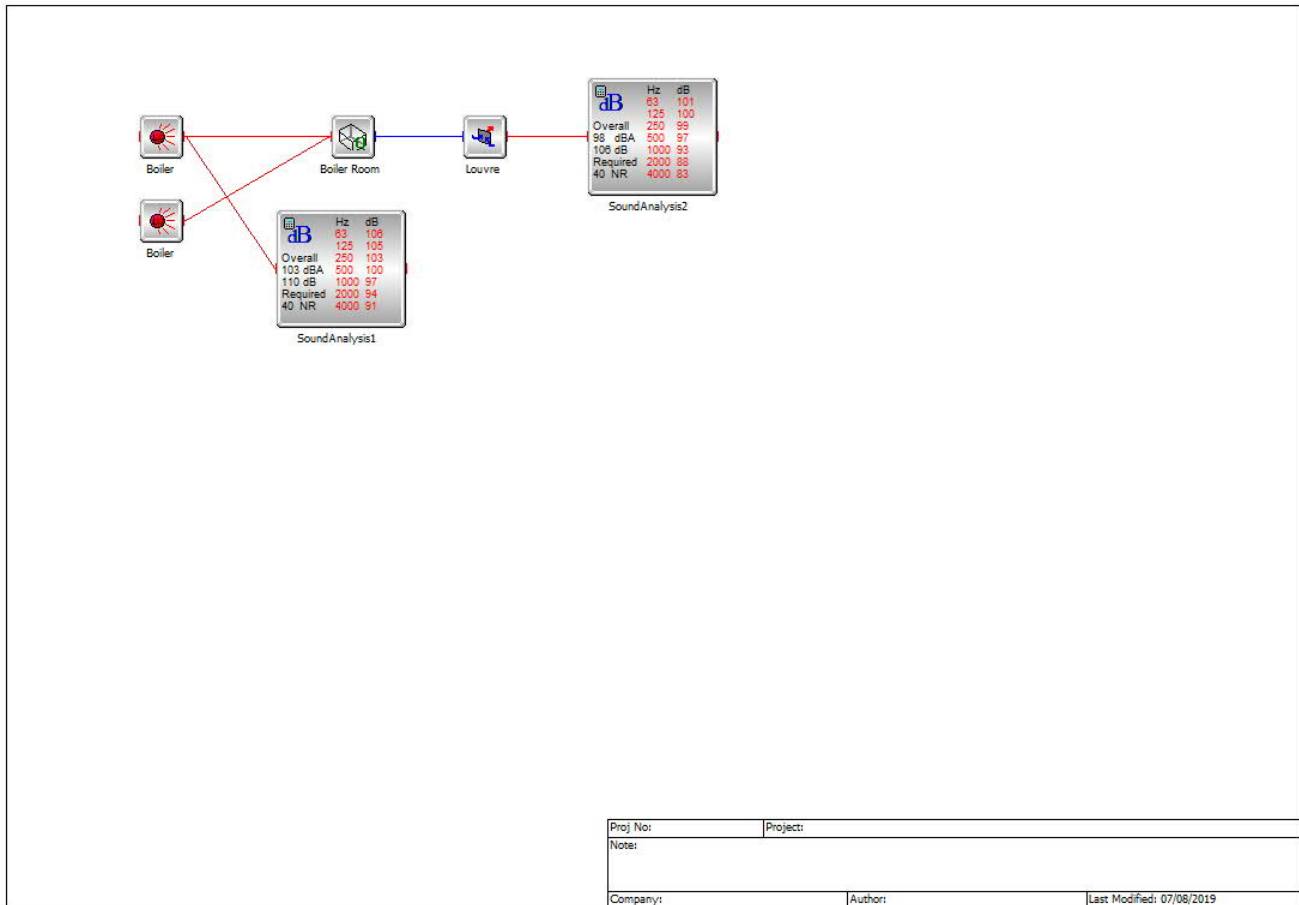 Boiler
Boiler Room
Louvre
dB
Hz dB
63 101
125 100
Overall 250 99
98 dBA 500 97
106 dB 1000 93
Required 2000 88
40 NR 4000 83
SoundAnalysis2
Boiler
dB
Hz dB
63 106
125 105
Overall 250 103
103 dBA 500 100
110 dB 1000 97
Required 2000 94
40 NR 4000 91
SoundAnalysis1
Proj No: Project:
Note:
Company: Author: Last Modified: 07/08/2019